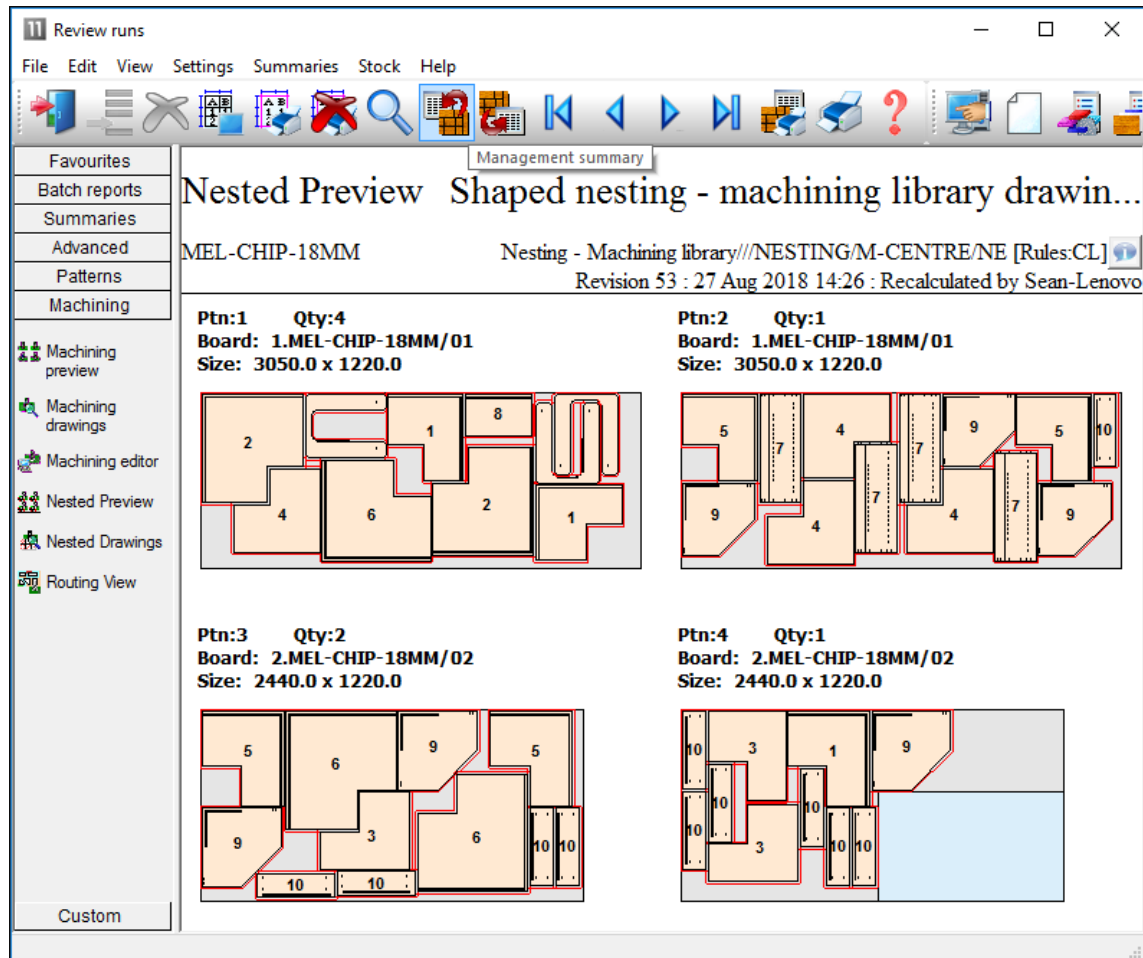 11 Review runs
File Edit View Settings Summaries Stock Help
Management summary
Favourites
Batch reports
Summaries
Advanced
Patterns
Machining
Machining
preview
Machining
drawings
Machining editor
Nested Preview
Nested Drawings
Routing View
Custom
Nested Preview Shaped nesting - machining library drawin...
MEL-CHIP-18MM Nesting - Machining library///NESTING/M-CENTRE/NE [Rules:CL]
Revision 53 : 27 Aug 2018 14:26 : Recalculated by Sean-Lenovo
Ptn:1 Qty:4
Board: 1.MEL-CHIP-18MM/01
Size: 3050.0 x 1220.0
2 1 8
4 6 2 1
Ptn:2 Qty:1
Board: 1.MEL-CHIP-18MM/01
Size: 3050.0 x 1220.0
5 7 4 7 9 5 10
9 4 7 4 7 9
Ptn:3 Qty:2
Board: 2.MEL-CHIP-18MM/02
Size: 2440.0 x 1220.0
5 6 9 5
9 3 6 10 10
10 10
Ptn:4 Qty:1
Board: 2.MEL-CHIP-18MM/02
Size: 2440.0 x 1220.0
10 3 1 9
10 10 10
10 3 10 10